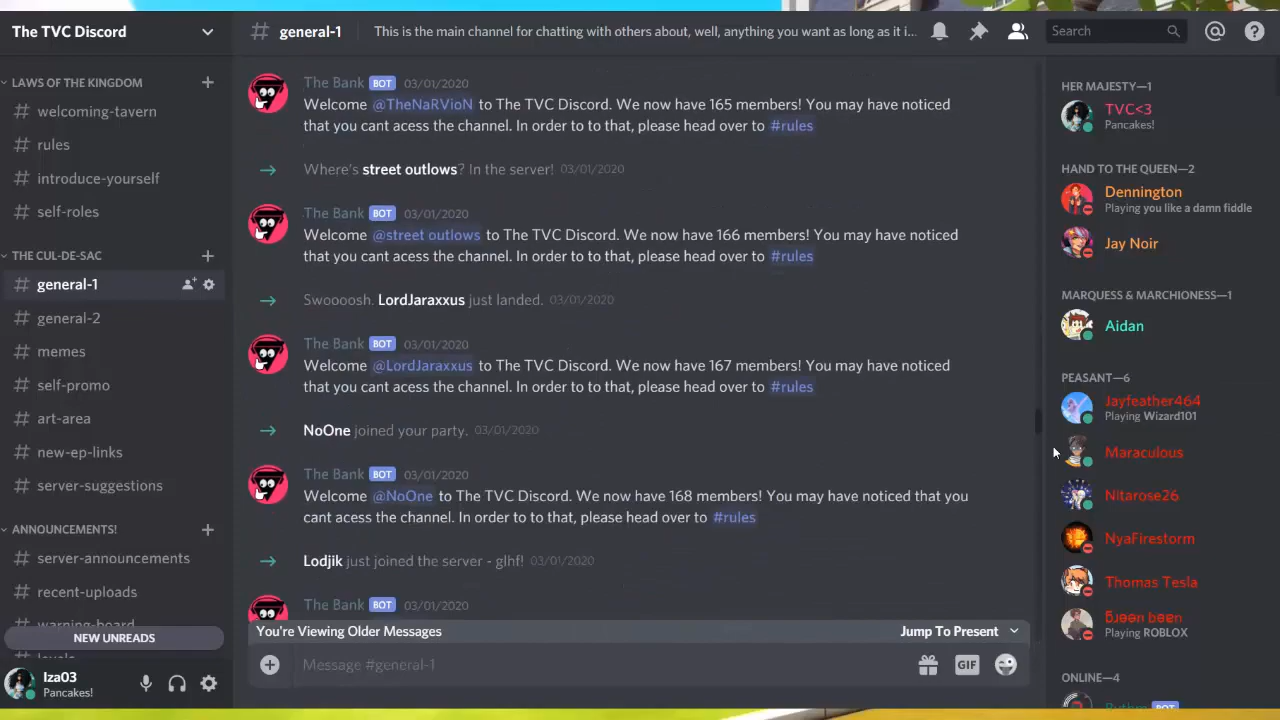 The TVC Discord
LAWS OF THE KINGDOM
welcoming-tavern
rules
introduce-yourself
self-roles
THE CUL-DE-SAC
general-1
general-2
memes
self-promo
art-area
new-ep-links
server-suggestions
ANNOUNCEMENTS!
server-announcements
recent-uploads
warning-board
NEW UNREADS
levels
Iza03
Pancakes!
general-1
This is the main channel for chatting with others about, well, anything you want as long as it i...
Search
The Bank BOT 03/01/2020
Welcome @TheNaRVioN to The TVC Discord. We now have 165 members! You may have noticed
that you cant acess the channel. In order to to that, please head over to #rules
Where's street outlows? In the server! 03/01/2020
The Bank BOT 03/01/2020
Welcome @street outlows to The TVC Discord. We now have 166 members! You may have noticed
that you cant acess the channel. In order to to that, please head over to #rules
Swoooosh. LordJaraxxus just landed. 03/01/2020
The Bank BOT 03/01/2020
Welcome @LordJaraxxus to The TVC Discord. We now have 167 members! You may have noticed
that you cant acess the channel. In order to to that, please head over to #rules
NoOne joined your party. 03/01/2020
The Bank BOT 03/01/2020
Welcome @NoOne to The TVC Discord. We now have 168 members! You may have noticed that you
cant acess the channel. In order to to that, please head over to #rules
Lodjik just joined the server - glhf! 03/01/2020
The Bank BOT 03/01/2020
You're Viewing Older Messages
Jump To Present
Message #general-1
GIF
HER MAJESTY—1
TVC<3
Pancakes!
HAND TO THE QUEEN—2
Dennington
Playing you like a damn fiddle
Jay Noir
MARQUESS & MARCHIONESS—1
Aidan
PEASANT—6
Jayfeather464
Playing Wizard101
Maraculous
Nitarose26
NyaFirestorm
Thomas Tesla
Playing ROBLOX
ONLINE—4
BOT